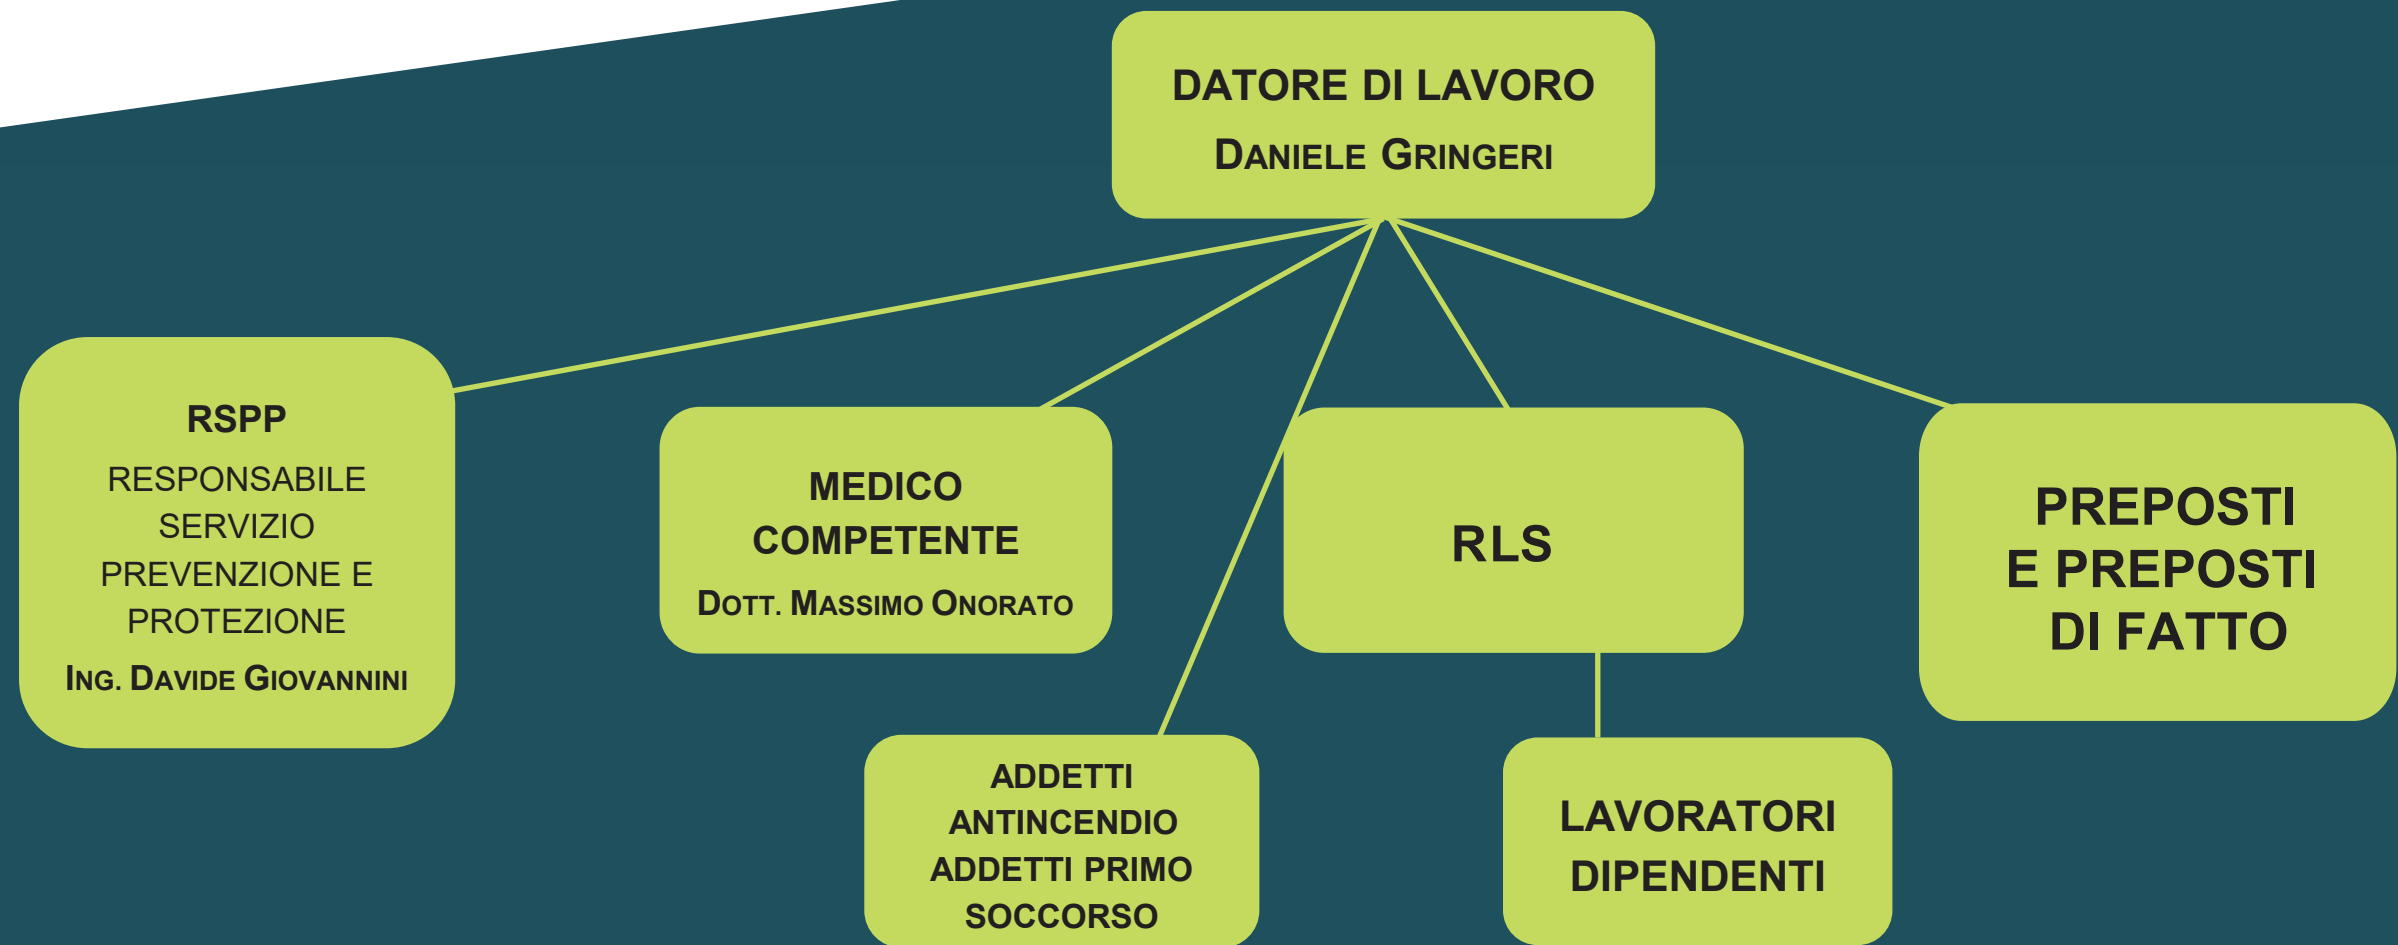 DATORE DI LAVORO
DANIELE GRINGERI
RSPP
RESPONSABILE
SERVIZIO
PREVENZIONE E
PROTEZIONE
ING. DAVIDE GIOVANNINI
MEDICO
COMPETENTE
DOTT. MASSIMO ONORATO
RLS
PREPOSTI
E PREPOSTI
DI FATTO
ADDETTI
ANTINCENDIO
ADDETTI PRIMO
SOCCORSO
LAVORATORI
DIPENDENTI